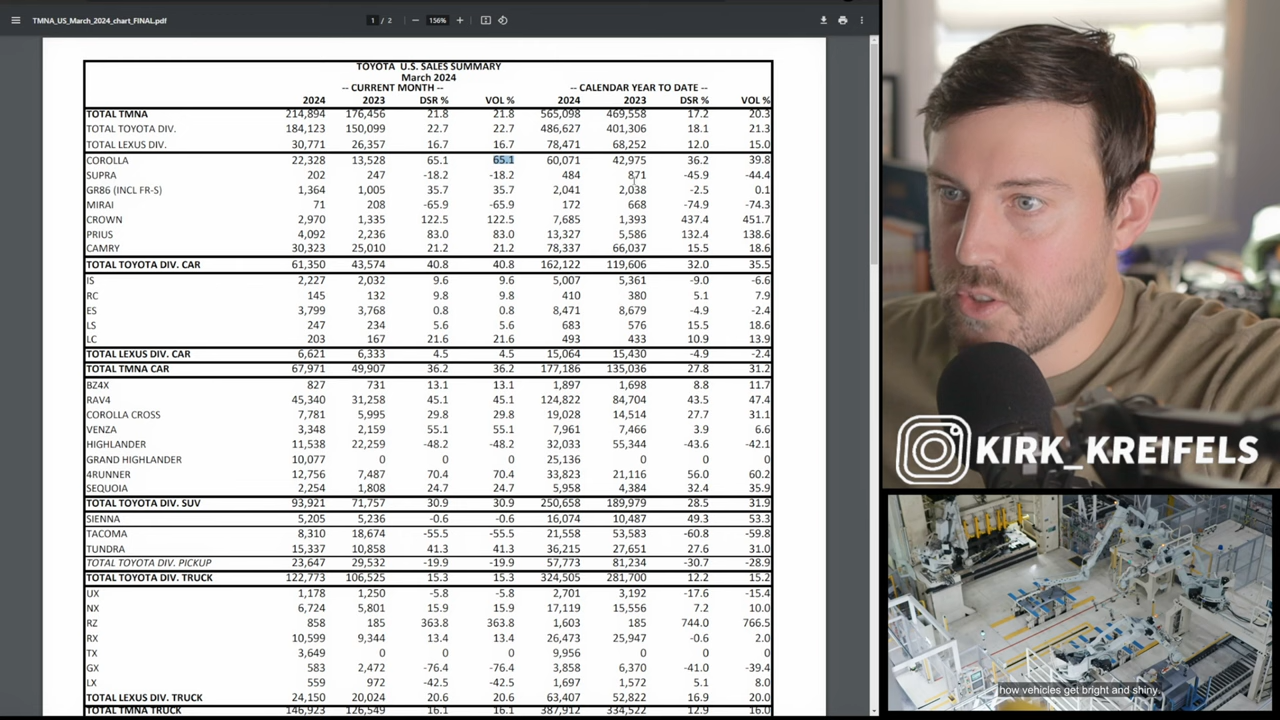 TMNA_US_March_2024_chart_FINAL.pdf 1 / 2 156%
TOYOTA U.S. SALES SUMMARY
March 2024
-- CURRENT MONTH -- -- CALENDAR YEAR TO DATE --
2024 2023 DSR % VOL % 2024 2023 DSR % VOL %
TOTAL TMNA 214,894 176,456 21.8 21.8 565,098 469,558 17.2 20.3
TOTAL TOYOTA DIV. 184,123 150,099 22.7 22.7 486,627 401,306 18.1 21.3
TOTAL LEXUS DIV. 30,771 26,357 16.7 16.7 78,471 68,252 12.0 15.0
COROLLA 22,328 13,528 65.1 65.1 60,071 42,975 36.2 39.8
SUPRA 202 247 -18.2 -18.2 484 871 -45.9 -44.4
GR86 (INCL FR-S) 1,364 1,005 35.7 35.7 2,041 2,038 -2.5 0.1
MIRAI 71 208 -65.9 -65.9 172 668 -74.9 -74.3
CROWN 2,970 1,335 122.5 122.5 7,685 1,393 437.4 451.7
PRIUS 4,092 2,236 83.0 83.0 13,327 5,586 132.4 138.6
CAMRY 30,323 25,010 21.2 21.2 78,337 66,037 15.5 18.6
TOTAL TOYOTA DIV. CAR 61,350 43,574 40.8 40.8 162,122 119,606 32.0 35.5
IS 2,227 2,032 9.6 9.6 5,007 5,361 -9.0 -6.6
RC 145 132 9.8 9.8 410 380 5.1 7.9
ES 3,799 3,768 0.8 0.8 8,471 8,679 -4.9 -2.4
LS 247 234 5.6 5.6 683 576 15.5 18.6
LC 203 167 21.6 21.6 493 433 10.9 13.9
TOTAL LEXUS DIV. CAR 6,621 6,333 4.5 4.5 15,064 15,430 -4.9 -2.4
TOTAL TMNA CAR 67,971 49,907 36.2 36.2 177,186 135,036 27.8 31.2
BZ4X 827 731 13.1 13.1 1,897 1,698 8.8 11.7
RAV4 45,340 31,258 45.1 45.1 124,822 84,704 43.5 47.4
COROLLA CROSS 7,781 5,995 29.8 29.8 19,028 14,514 27.7 31.1
VENZA 3,348 2,159 55.1 55.1 7,961 7,466 3.9 6.6
HIGHLANDER 11,538 22,259 -48.2 -48.2 32,033 55,344 -43.6 -42.1
GRAND HIGHLANDER 10,077 0 0 0 25,136 0 0 0
4RUNNER 12,756 7,487 70.4 70.4 33,823 21,116 56.0 60.2
SEQUOIA 2,254 1,808 24.7 24.7 5,958 4,384 32.4 35.9
TOTAL TOYOTA DIV. SUV 93,921 71,757 30.9 30.9 250,658 189,979 28.5 31.9
SIENNA 5,205 5,236 -0.6 -0.6 16,074 10,487 49.3 53.3
TACOMA 8,310 18,674 -55.5 -55.5 21,558 53,583 -60.8 -59.8
TUNDRA 15,337 10,858 41.3 41.3 36,215 27,651 27.6 31.0
TOTAL TOYOTA DIV. PICKUP 23,647 29,532 -19.9 -19.9 57,773 81,234 -30.7 -28.9
TOTAL TOYOTA DIV. TRUCK 122,773 106,525 15.3 15.3 324,505 281,700 12.2 15.2
UX 1,178 1,250 -5.8 -5.8 2,701 3,192 -17.6 -15.4
NX 6,724 5,801 15.9 15.9 17,119 15,556 7.2 10.0
RZ 858 185 363.8 363.8 1,603 185 744.0 766.5
RX 10,599 9,344 13.4 13.4 26,473 25,947 -0.6 2.0
TX 3,649 0 0 0 9,956 0 0 0
GX 583 2,472 -76.4 -76.4 3,858 6,370 -41.0 -39.4
LX 559 972 -42.5 -42.5 1,697 1,572 5.1 8.0
TOTAL LEXUS DIV. TRUCK 24,150 20,024 20.6 20.6 63,407 52,822 16.9 20.0
TOTAL TMNA TRUCK 146,923 126,549 16.1 16.1 387,912 334,522 12.9 16.0
KIRK_KREIFELS
how vehicles get bright and shiny.